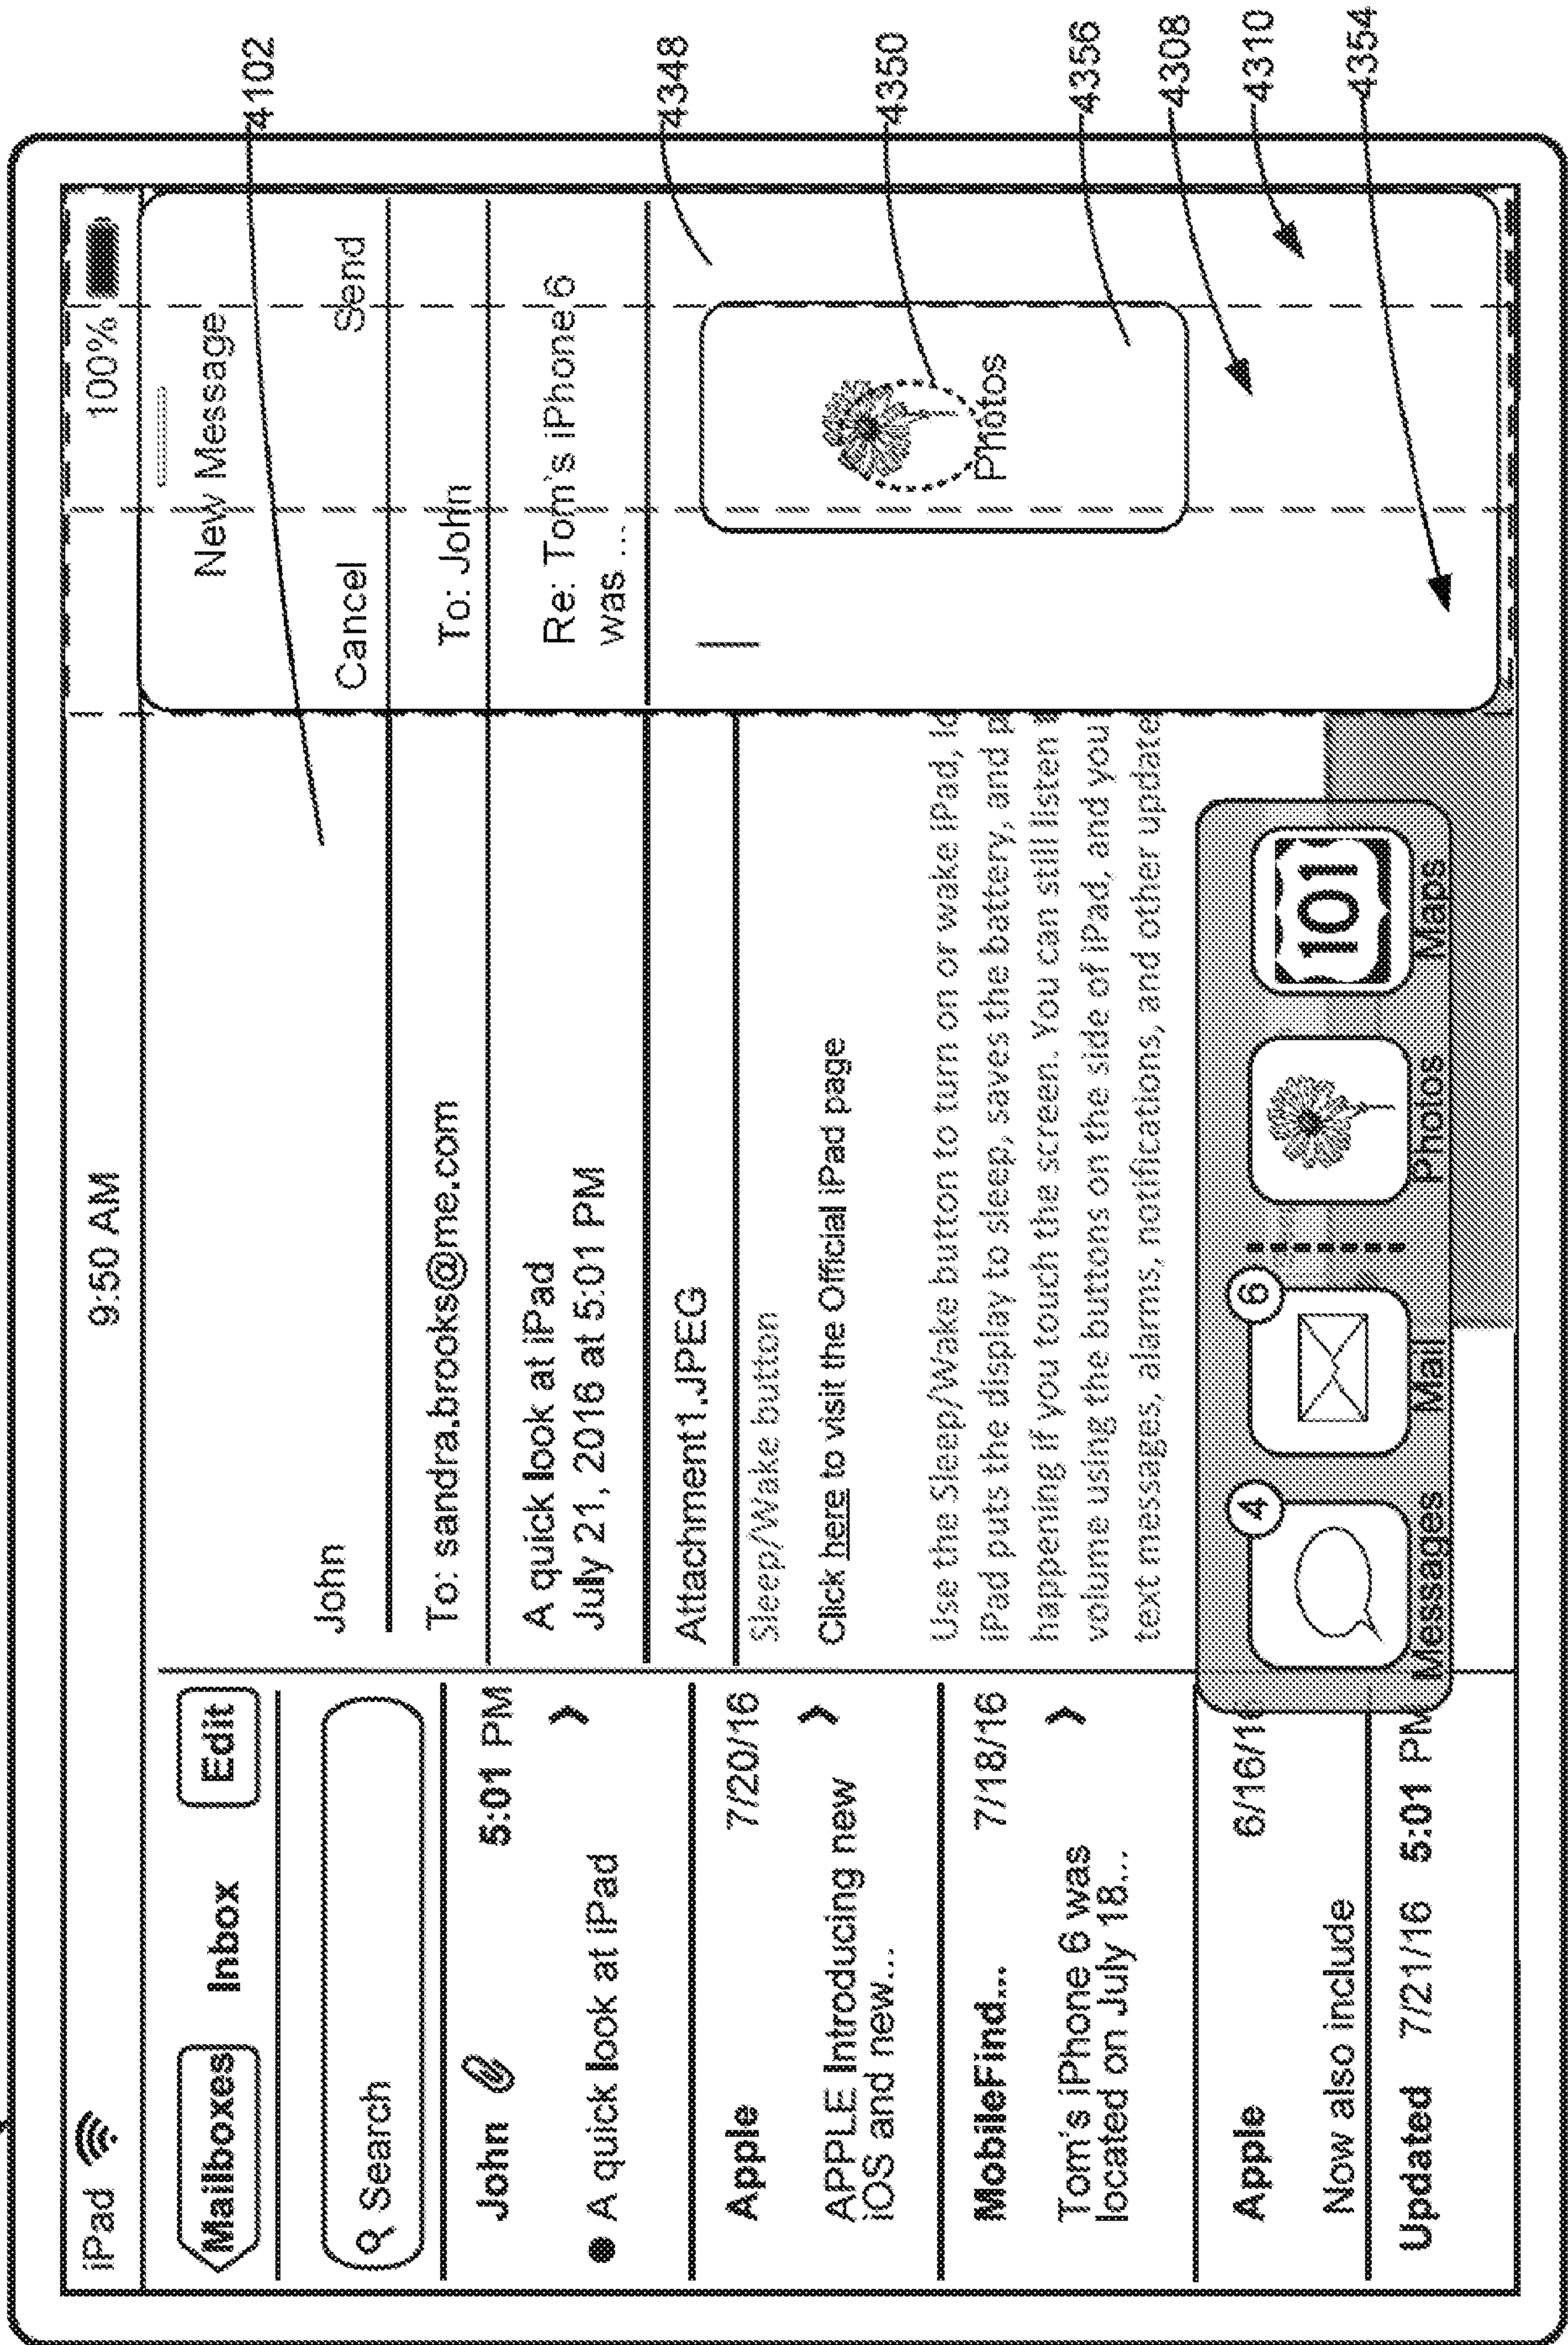 iPad 9:50 AM 100%
Mailboxes Inbox Edit
Search
John 5:01 PM
A quick look at iPad
Apple 7/20/16
APPLE Introducing new
iOS and new...
MobileFind... 7/18/16
Tom's iPhone 6 was
located on July 18...
Apple 6/16/1
Now also include
Updated 7/21/16 5:01 PM
John
To: sandra.brooks@me.com
A quick look at iPad
July 21, 2016 at 5:01 PM
Attachment1.JPEG
Sleep/Wake button
Click here to visit the Official iPad page
Use the Sleep/Wake button to turn on or wake iPad, lo
iPad puts the display to sleep, saves the battery, and p
happening if you touch the screen. You can still listen t
volume using the buttons on the side of iPad, and you
text messages, alarms, notifications, and other update
4 6 101
Messages Mail Photos Maps
New Message
Cancel Send
To: John
Re: Tom's iPhone 6
was ...
Photos
4102
4348
4350
4356
4308
4310
4354